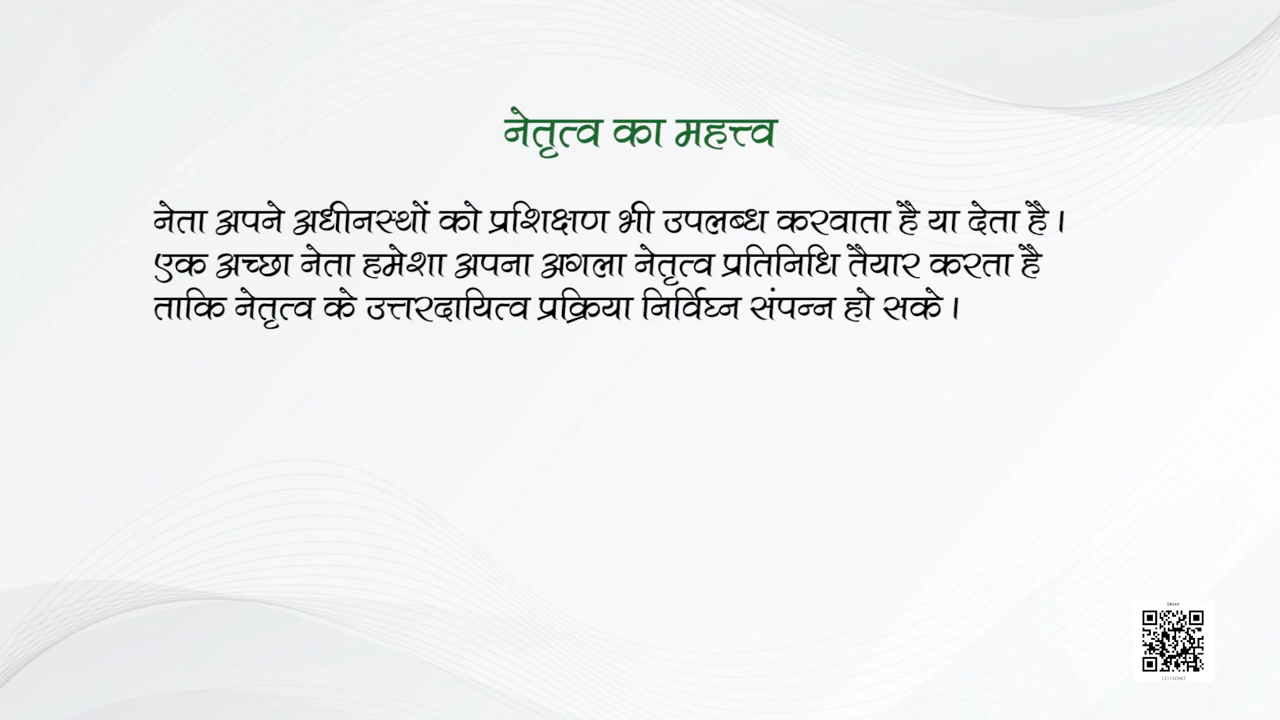 नेतृत्व का महत्त्व
नेता अपने अधीनस्थों को प्रशिक्षण भी उपलब्ध करवाता है या देता है।
एक अच्छा नेता हमेशा अपना अगला नेतृत्व प्रतिनिधि तैयार करता है
ताकि नेतृत्व के उत्तरदायित्व प्रक्रिया निर्विघ्न संपन्न हो सके।